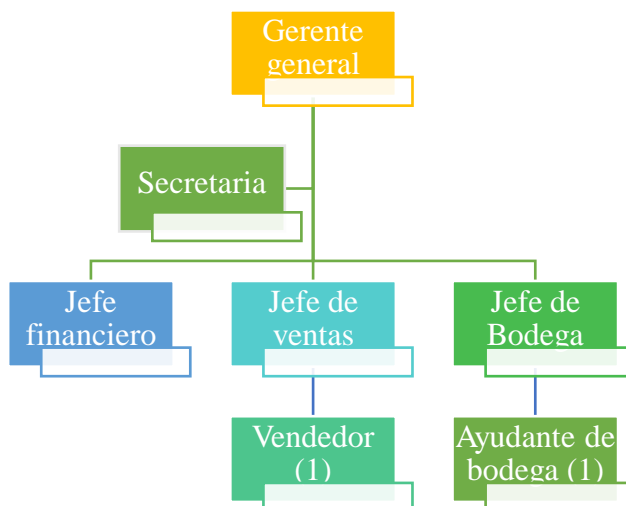 Gerente
general
Secretaria
Jefe
financiero
Jefe de
ventas
Jefe de
Bodega
Vendedor
(1)
Ayudante de
bodega (1)